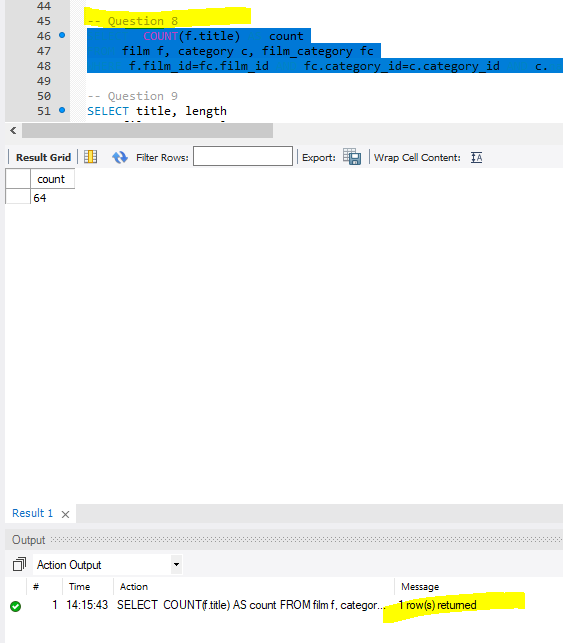 44
45 -- Question 8
46 COUNT(f.title) count
47 film f, category c, film_category fc
48 f.film_id=fc.film_id fc.category_id=c.category_id c.
49
50 -- Question 9
51 SELECT title, length
Result Grid Filter Rows: Export: Wrap Cell Content:
count
64
Result 1
Output
Action Output
# Time Action Message
1 14:15:43 SELECT COUNT(f.title) AS count FROM film f, categor... 1 row(s) returned